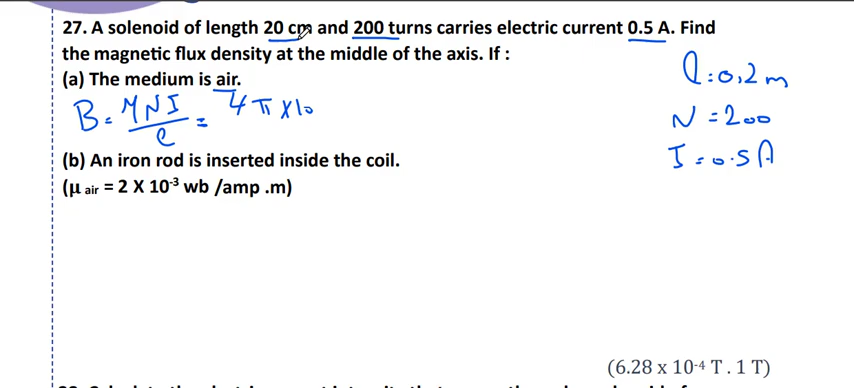 27. A solenoid of length 20 cm and 200 turns carries electric current 0.5 A. Find
the magnetic flux density at the middle of the axis. If :
(a) The medium is air.
B = μNI / ℓ = 4π×10
(b) An iron rod is inserted inside the coil.
(μ air = 2 X 10⁻³ wb /amp .m)
ℓ = 0.2 m
N = 200
I = 0.5 A
(6.28 x 10⁻⁴ T . 1 T)